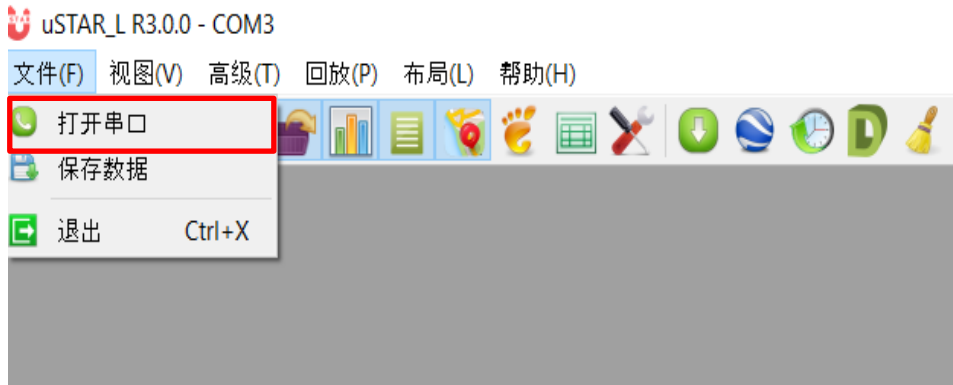 uSTAR_L R3.0.0 - COM3
文件(F) 视图(V) 高级(T) 回放(P) 布局(L) 帮助(H)
打开串口
保存数据
退出 Ctrl+X